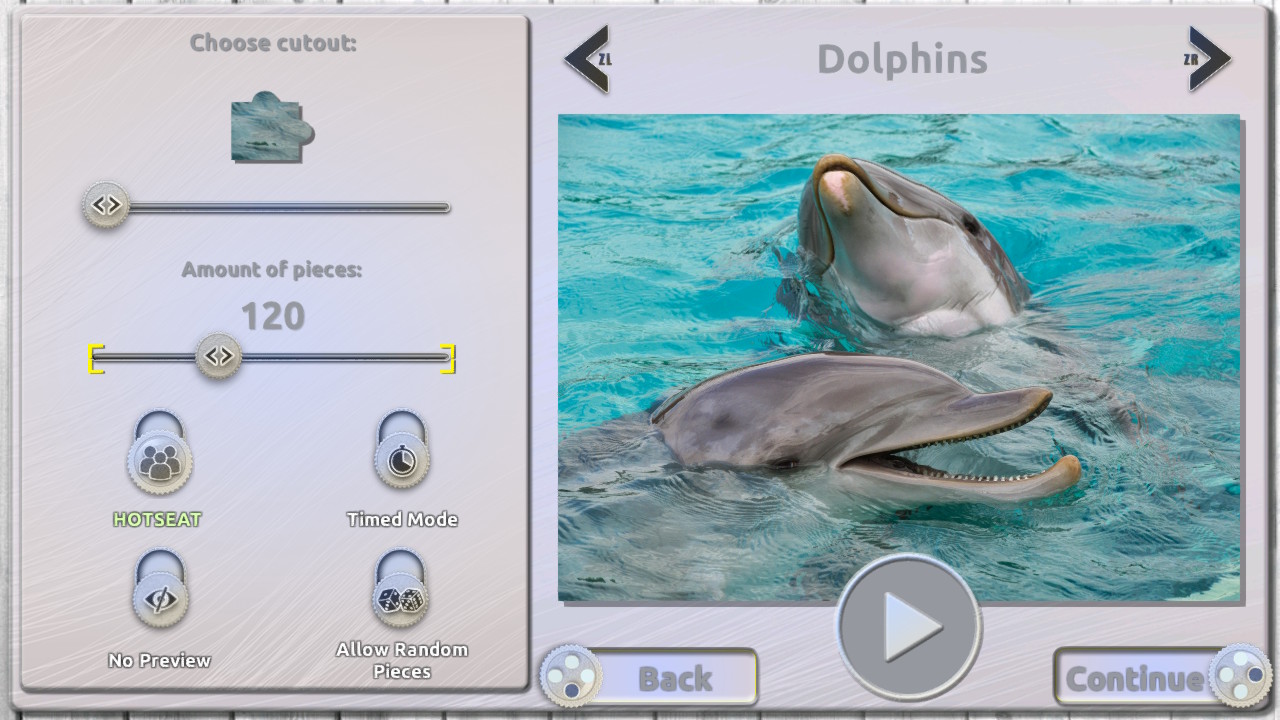 Choose cutout:
ZL
Dolphins
ZR
Amount of pieces:
120
HOTSEAT
Timed Mode
No Preview
Allow Random
Pieces
Back
Continue